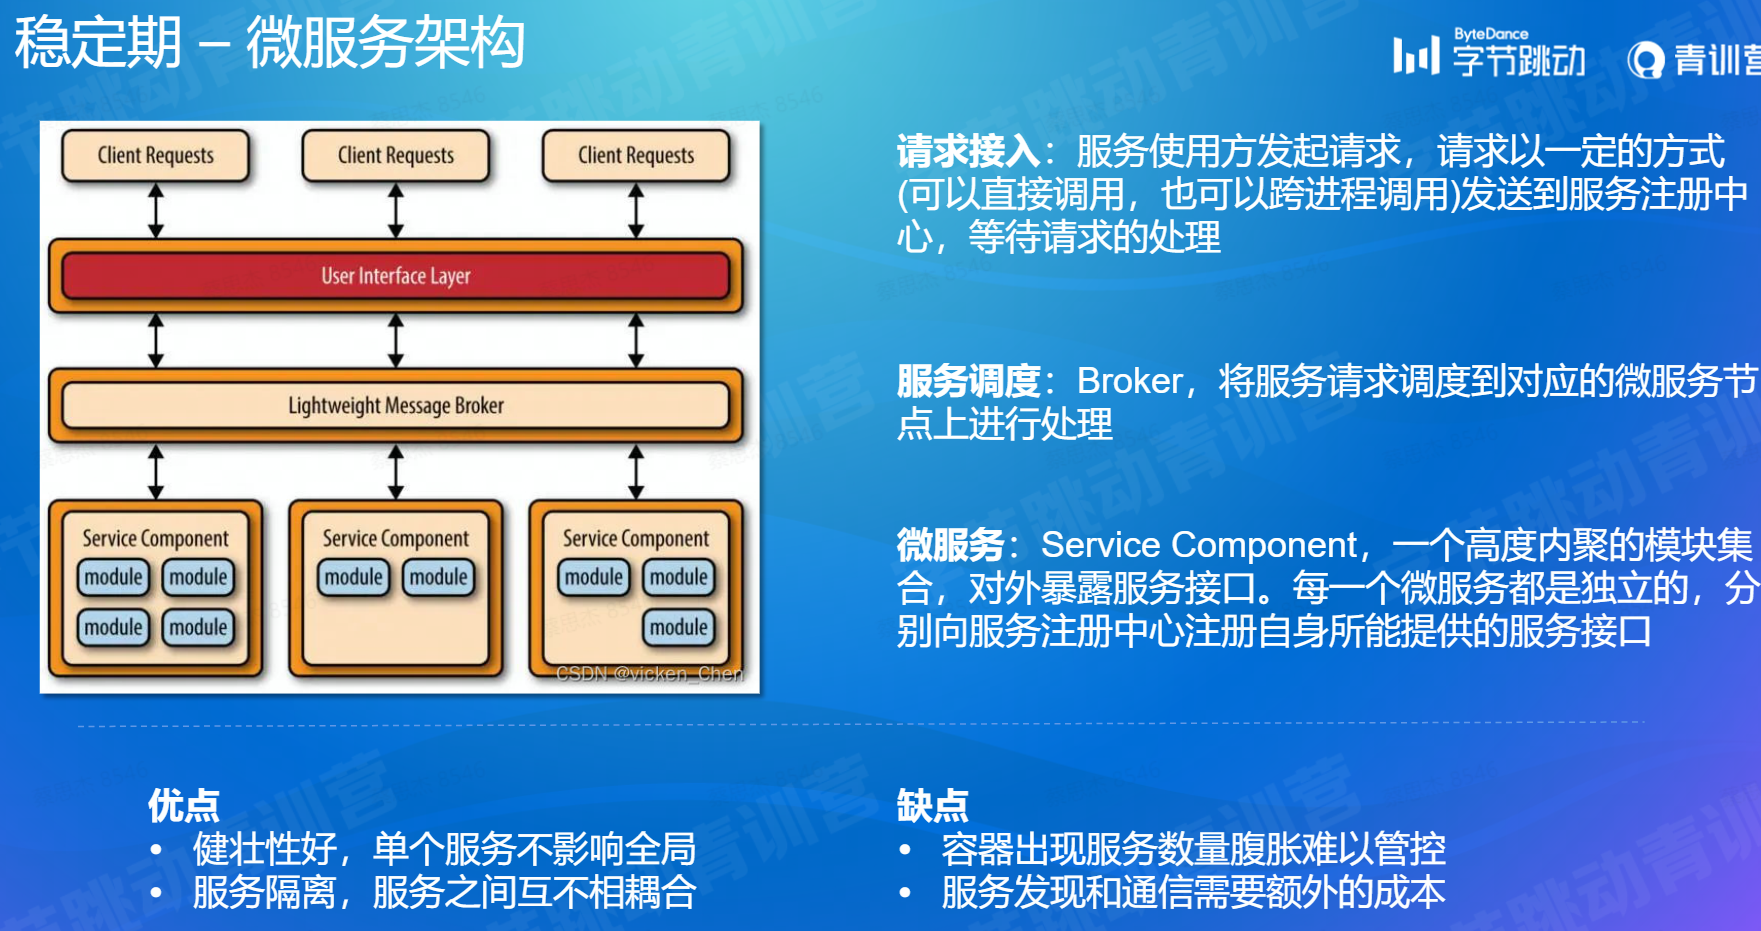 稳定期 – 微服务架构
ByteDance
字节跳动
青训营
Client Requests
Client Requests
Client Requests
User Interface Layer
Lightweight Message Broker
Service Component
module
module
module
module
Service Component
module
module
Service Component
module
module
module
CSDN @vicken_Chen
请求接入：服务使用方发起请求，请求以一定的方式
(可以直接调用，也可以跨进程调用)发送到服务注册中
心，等待请求的处理
服务调度：Broker，将服务请求调度到对应的微服务节
点上进行处理
微服务：Service Component，一个高度内聚的模块集
合，对外暴露服务接口。每一个微服务都是独立的，分
别向服务注册中心注册自身所能提供的服务接口
优点
• 健壮性好，单个服务不影响全局
• 服务隔离，服务之间互不相耦合
缺点
• 容器出现服务数量腹胀难以管控
• 服务发现和通信需要额外的成本